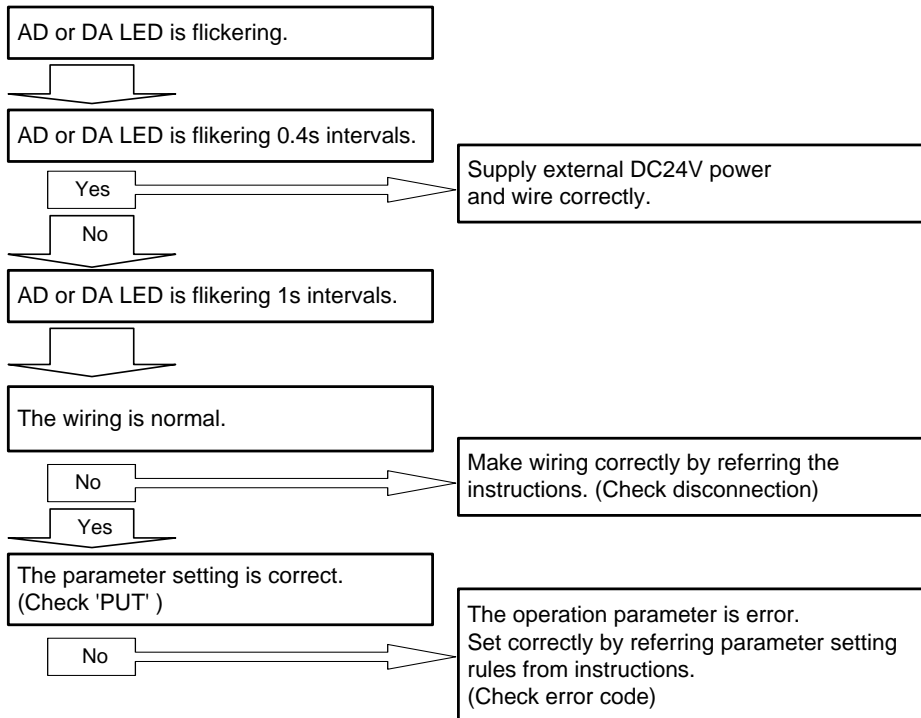 AD or DA LED is flickering.
AD or DA LED is flikering 0.4s intervals.
Yes
Supply external DC24V power
and wire correctly.
No
AD or DA LED is flikering 1s intervals.
The wiring is normal.
No
Make wiring correctly by referring the
instructions. (Check disconnection)
Yes
The parameter setting is correct.
(Check 'PUT' )
No
The operation parameter is error.
Set correctly by referring parameter setting
rules from instructions.
(Check error code)